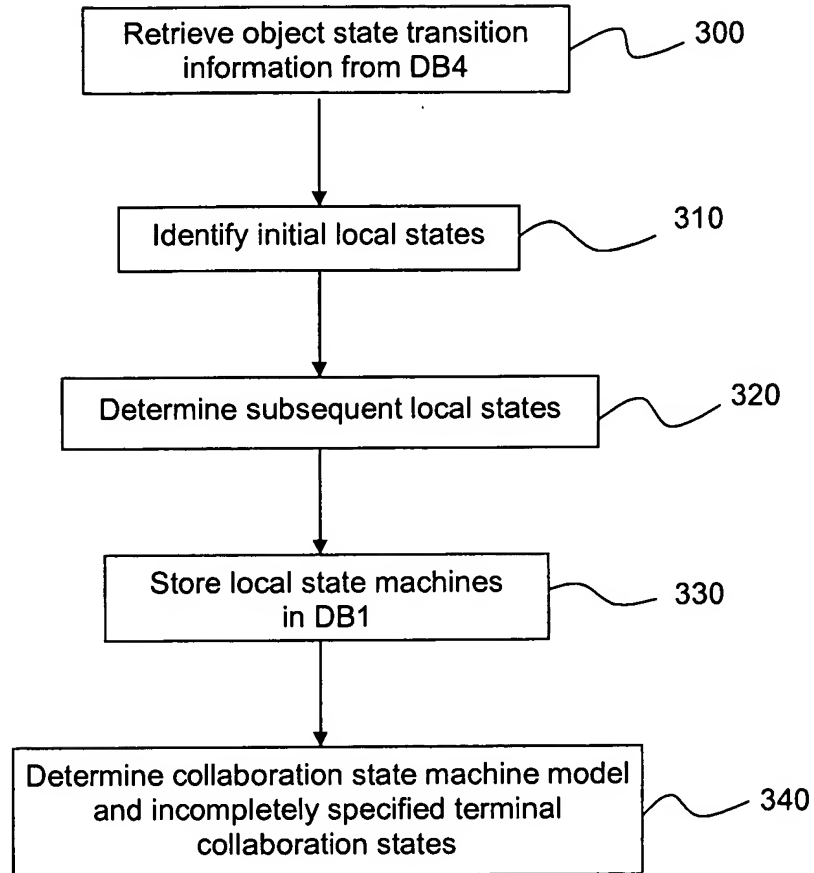 Retrieve object state transition
information from DB4
300
Identify initial local states
310
Determine subsequent local states
320
Store local state machines
in DB1
330
Determine collaboration state machine model
and incompletely specified terminal
collaboration states
340